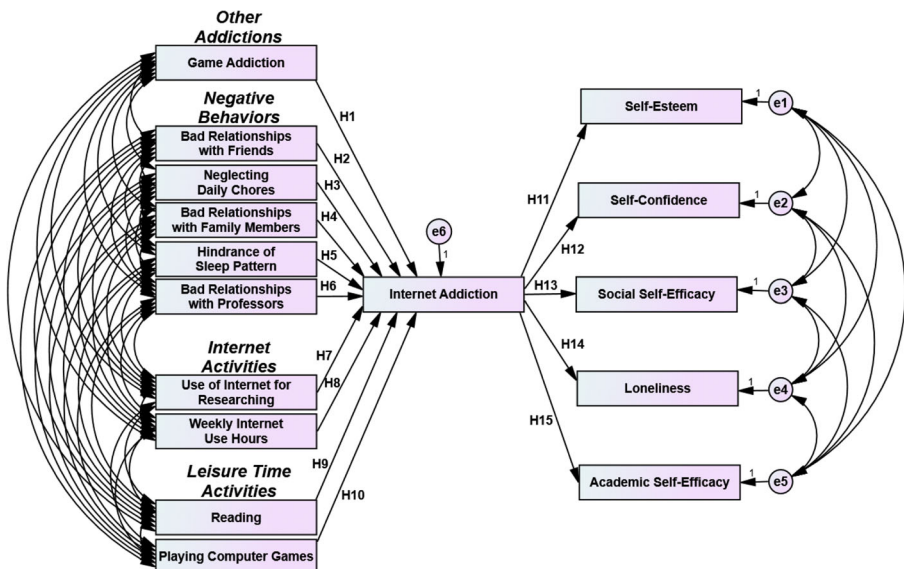 Other
Addictions
Game Addiction
H1
Negative
Behaviors
Bad Relationships
with Friends
H2
Neglecting
Daily Chores
H3
Bad Relationships
with Family Members
H4
Hindrance of
Sleep Pattern
H5
Bad Relationships
with Professors
H6
Internet
Activities
Use of Internet for
Researching
H7
Weekly Internet
Use Hours
H8
Leisure Time
Activities
Reading
H9
Playing Computer Games
H10
e6
1
Internet Addiction
H11
Self-Esteem
1
e1
H12
Self-Confidence
1
e2
H13
Social Self-Efficacy
1
e3
H14
Loneliness
1
e4
H15
Academic Self-Efficacy
1
e5